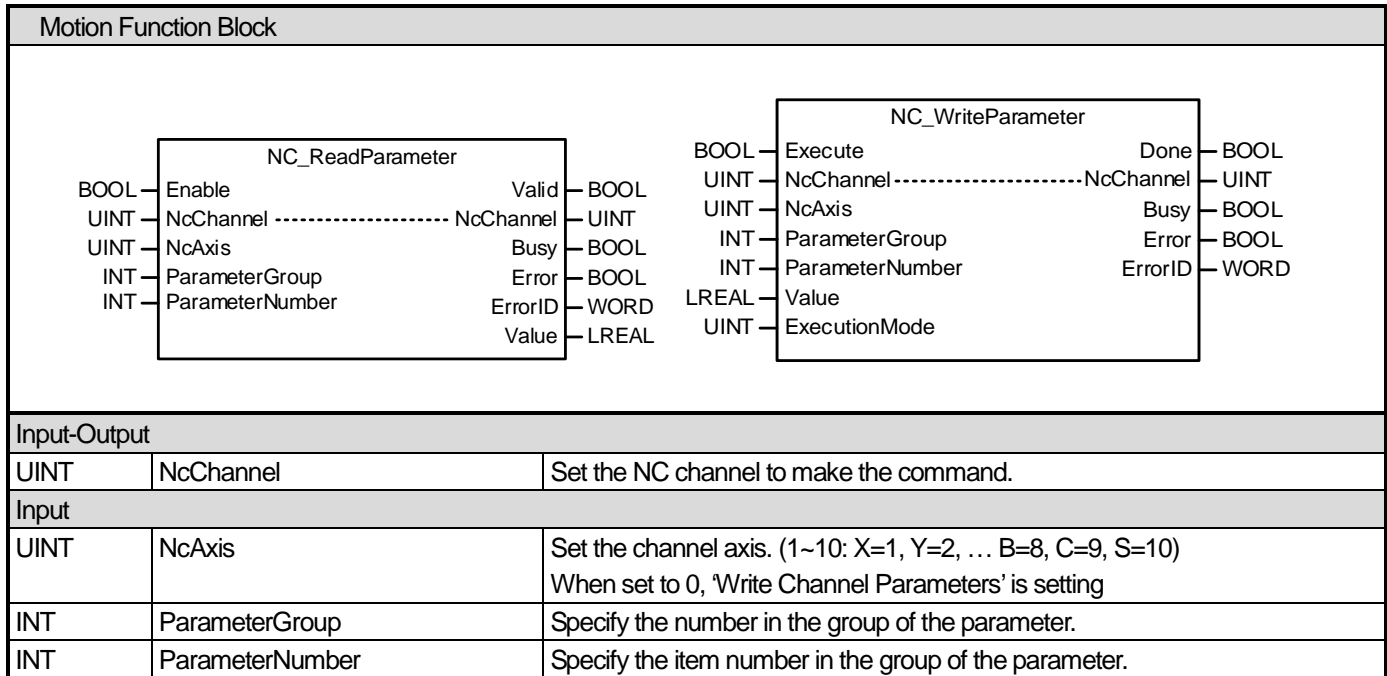 Motion Function Block
NC_ReadParameter
BOOL Enable Valid BOOL
UINT NcChannel NcChannel UINT
UINT NcAxis Busy BOOL
INT ParameterGroup Error BOOL
INT ParameterNumber ErrorID WORD
Value LREAL
NC_WriteParameter
BOOL Execute Done BOOL
UINT NcChannel NcChannel UINT
UINT NcAxis Busy BOOL
INT ParameterGroup Error BOOL
INT ParameterNumber ErrorID WORD
LREAL Value
UINT ExecutionMode
Input-Output
UINT NcChannel Set the NC channel to make the command.
Input
UINT NcAxis Set the channel axis. (1~10: X=1, Y=2, … B=8, C=9, S=10)
When set to 0, ‘Write Channel Parameters’ is setting
INT ParameterGroup Specify the number in the group of the parameter.
INT ParameterNumber Specify the item number in the group of the parameter.